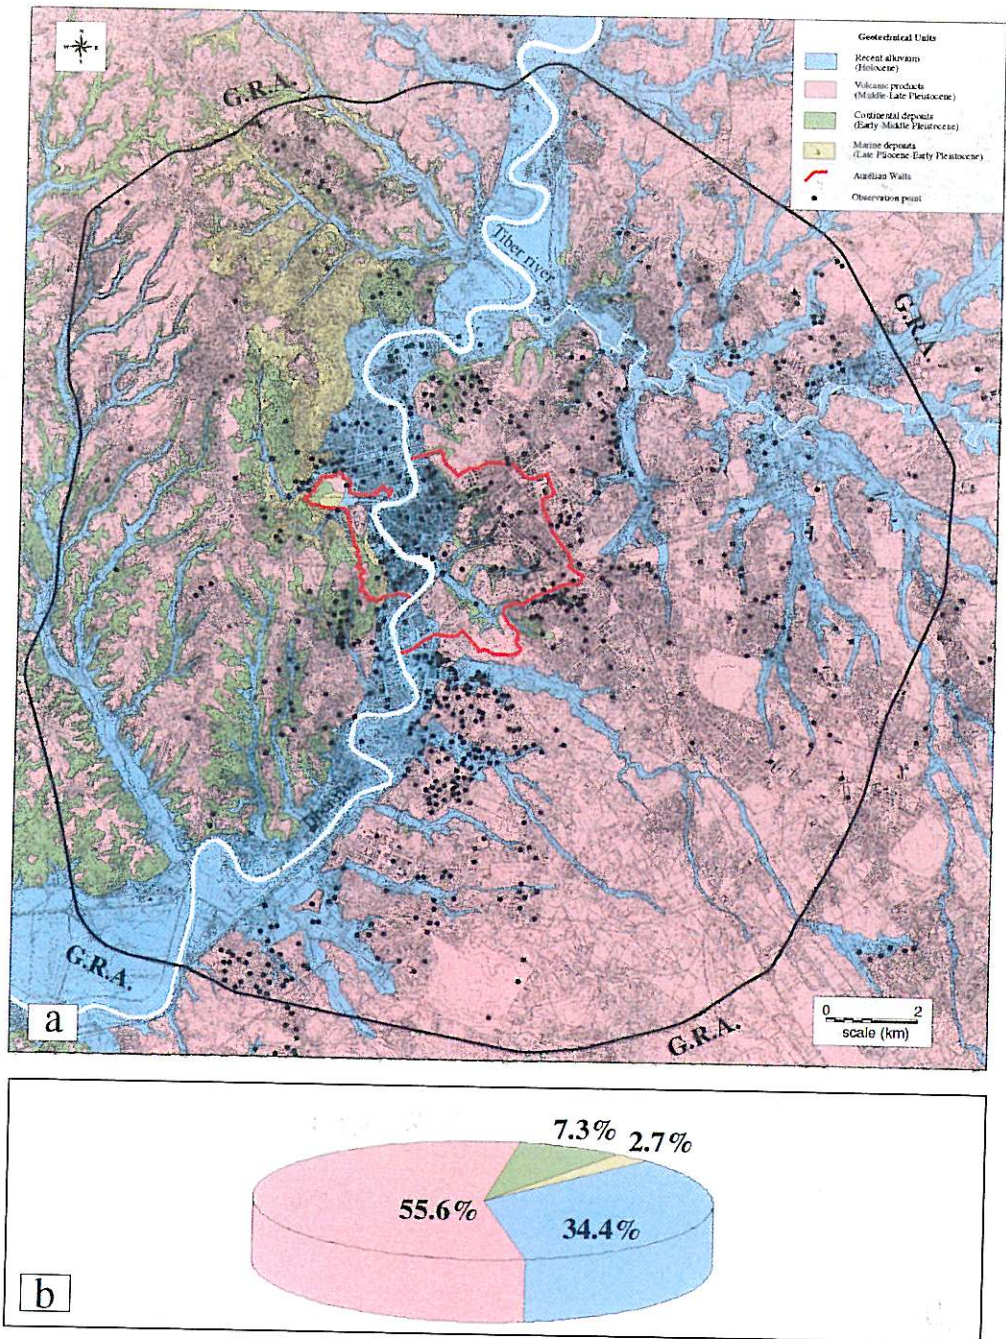 N
W E
S
Geotechnical Units
Recent alluvium
(Holocene)
Volcanic products
(Middle-Late Pleistocene)
Continental deposits
(Early-Middle Pleistocene)
Marine deposits
(Late Pliocene-Early Pleistocene)
Aurelian Walls
Observation point
G.R.A.
Tiber river
G.R.A.
G.R.A.
G.R.A.
a
0 2
scale (km)
7.3%
2.7%
55.6%
34.4%
b